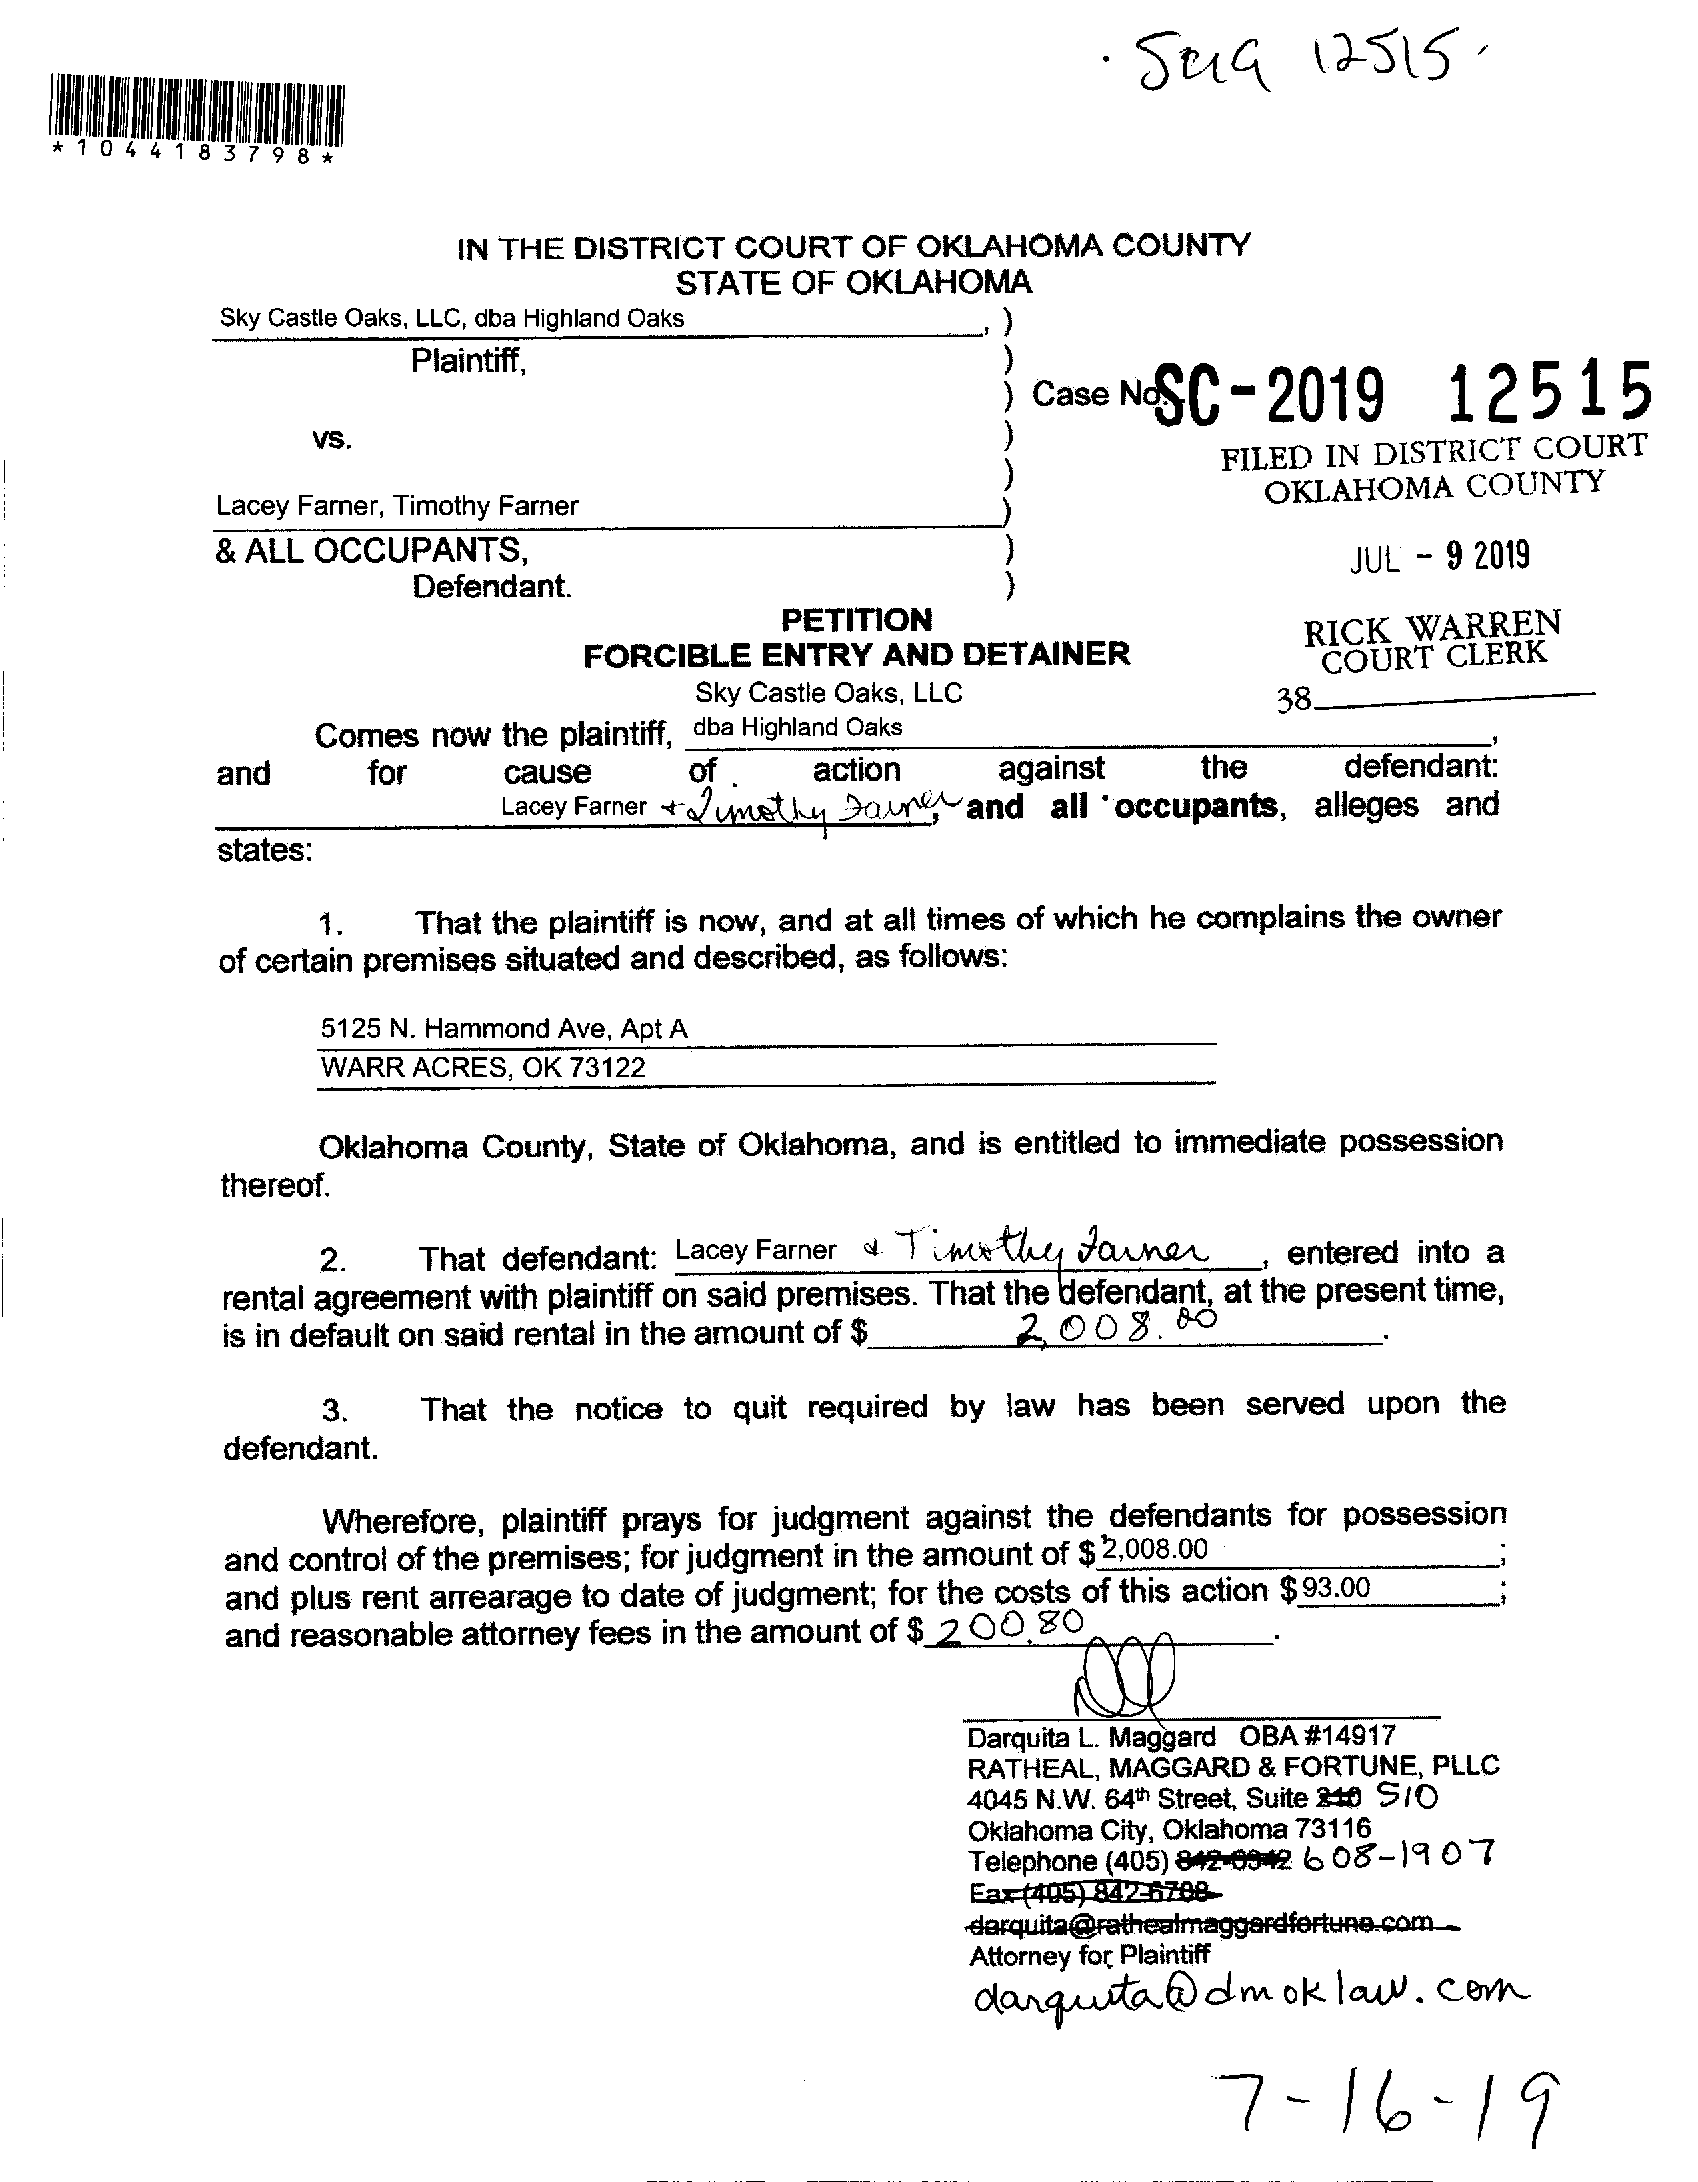 SC19 12515
*1044183798*
IN THE DISTRICT COURT OF OKLAHOMA COUNTY
STATE OF OKLAHOMA
Sky Castle Oaks, LLC, dba Highland Oaks , )
Plaintiff, )
) Case No. SC-2019 12515
vs. )
FILED IN DISTRICT COURT
) OKLAHOMA COUNTY
Lacey Farner, Timothy Farner )
& ALL OCCUPANTS, ) JUL - 9 2019
Defendant. )
PETITION
FORCIBLE ENTRY AND DETAINER
RICK WARREN
COURT CLERK
38
Sky Castle Oaks, LLC
Comes now the plaintiff, dba Highland Oaks ,
and for cause of action against the defendant:
Lacey Farner + Timothy Farner, and all occupants, alleges and
states:
1. That the plaintiff is now, and at all times of which he complains the owner
of certain premises situated and described, as follows:
5125 N. Hammond Ave, Apt A
WARR ACRES, OK 73122
Oklahoma County, State of Oklahoma, and is entitled to immediate possession
thereof.
2. That defendant: Lacey Farner & Timothy Farner , entered into a
rental agreement with plaintiff on said premises. That the defendant, at the present time,
is in default on said rental in the amount of $ 2,008.00 .
3. That the notice to quit required by law has been served upon the
defendant.
Wherefore, plaintiff prays for judgment against the defendants for possession
and control of the premises; for judgment in the amount of $2,008.00 ;
and plus rent arrearage to date of judgment; for the costs of this action $93.00 ;
and reasonable attorney fees in the amount of $ 200.80 .
Darquita L. Maggard OBA #14917
RATHEAL, MAGGARD & FORTUNE, PLLC
4045 N.W. 64th Street, Suite 210 510
Oklahoma City, Oklahoma 73116
Telephone (405) 842-6342 608-1907
Fax (405) 842-6788
darquita@rathealmaggardfortune.com
Attorney for Plaintiff
darquita@dmoklaw.com
7-16-19